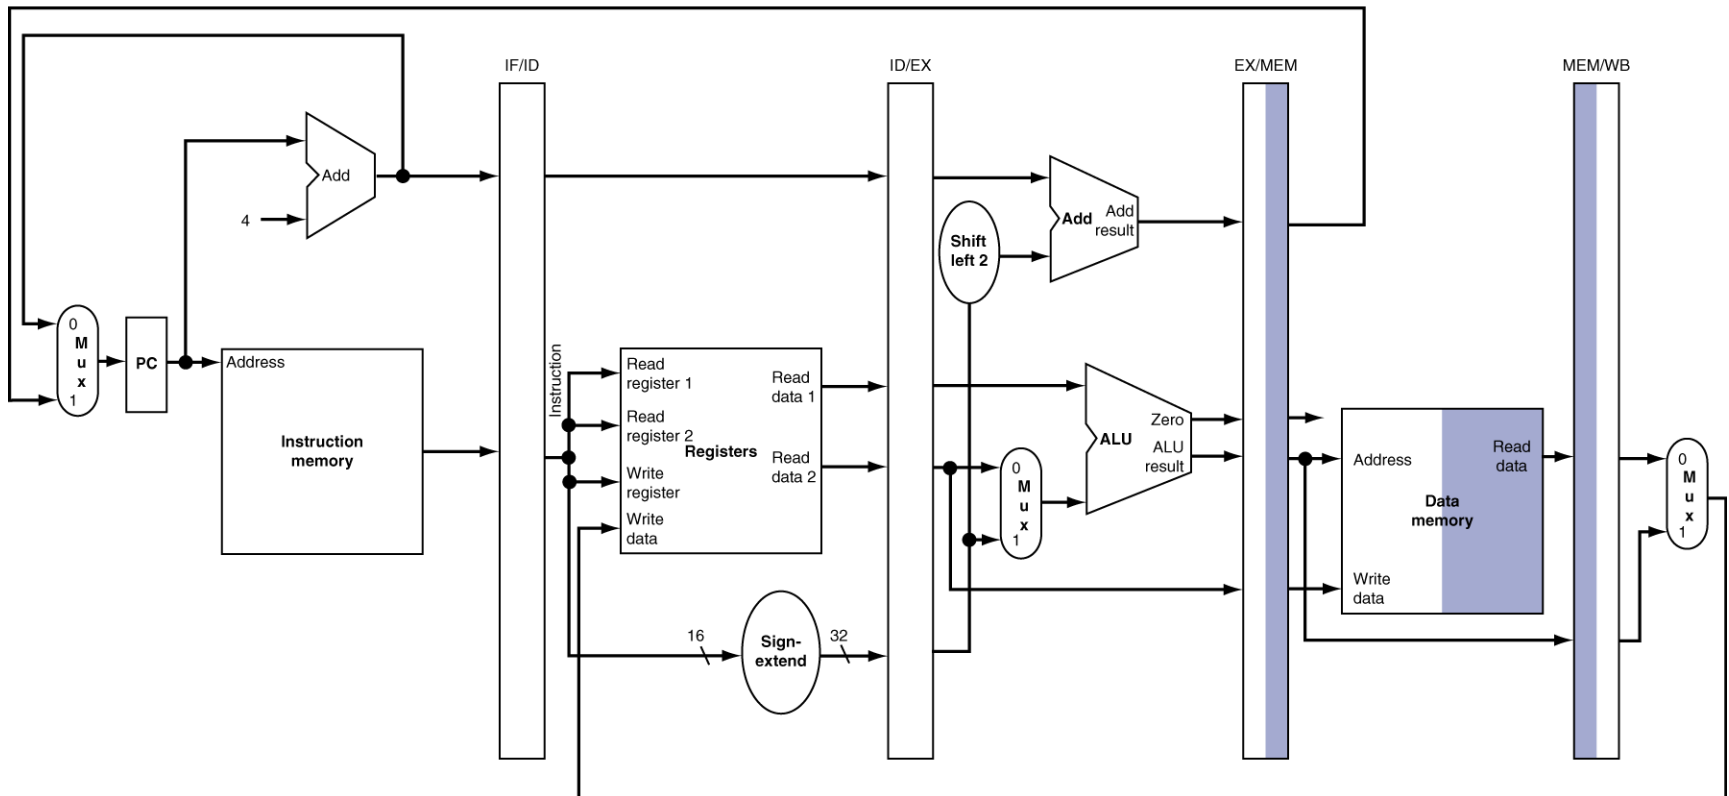 IF/ID
ID/EX
EX/MEM
MEM/WB
Add
4
Add
Add
result
Shift
left 2
0
M
u
x
1
PC
Address
Instruction
memory
Instruction
Read
register 1
Read
register 2
Write
register
Write
data
Registers
Read
data 1
Read
data 2
16
Sign-
extend
32
0
M
u
x
1
ALU
Zero
ALU
result
Address
Read
data
Data
memory
Write
data
0
M
u
x
1